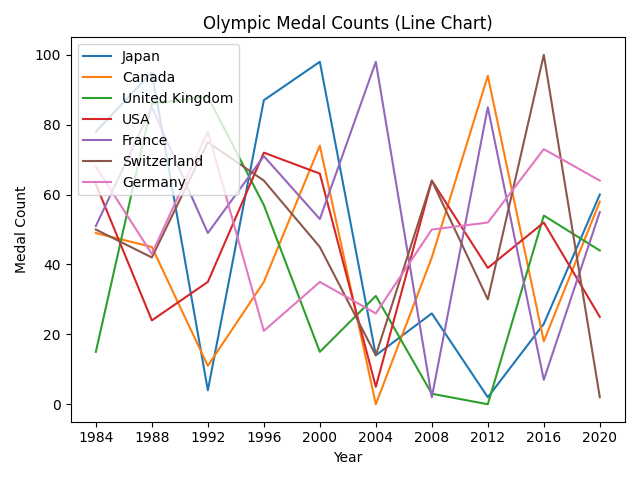 Olympic Medal Counts (Line Chart)
Japan
Canada
United Kingdom
USA
France
Switzerland
Germany
100
80
60
40
20
0
Medal Count
1984 1988 1992 1996 2000 2004 2008 2012 2016 2020
Year